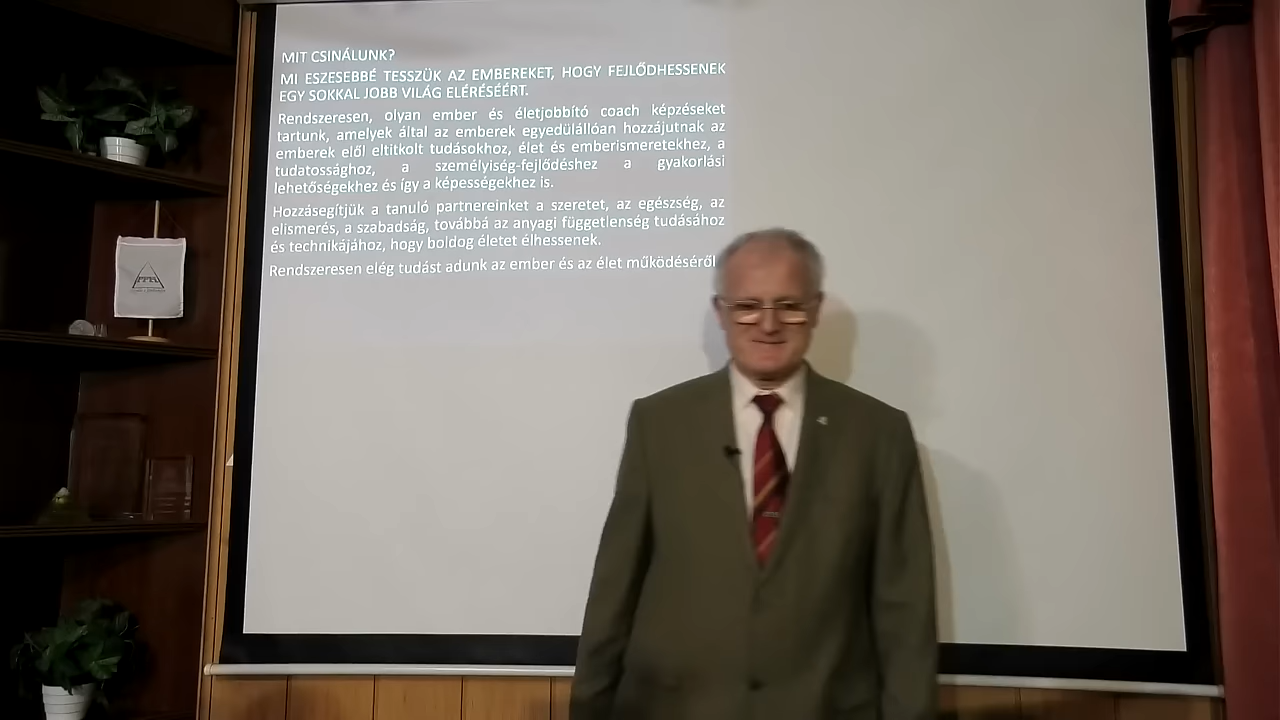 MIT CSINÁLUNK?
MI ESZESEBBÉ TESSZÜK AZ EMBEREKET, HOGY FEJLŐDHESSENEK
EGY SOKKAL JOBB VILÁG ELÉRÉSÉÉRT.
Rendszeresen, olyan ember és életjobbító coach képzéseket
tartunk, amelyek által az emberek egyedülállóan hozzájutnak az
emberek elől eltitkolt tudásokhoz, élet és emberismeretekhez, a
tudatossághoz, a személyiség-fejlődéshez a gyakorlási
lehetőségekhez és így a képességekhez is.
Hozzásegítjük a tanuló partnereinket a szeretet, az egészség, az
elismerés, a szabadság, továbbá az anyagi függetlenség tudásához
és technikájához, hogy boldog életet élhessenek.
Rendszeresen elég tudást adunk az ember és az élet működéséről